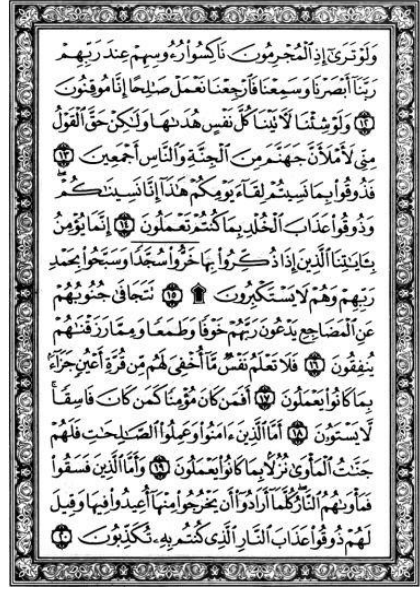 وَلَوْ تَرَىٰٓ إِذِ ٱلْمُجْرِمُونَ نَاكِسُوا۟ رُءُوسِهِمْ عِندَ رَبِّهِمْ
رَبَّنَآ أَبْصَرْنَا وَسَمِعْنَا فَٱرْجِعْنَا نَعْمَلْ صَـٰلِحًا إِنَّا مُوقِنُونَ
١٢ وَلَوْ شِئْنَا لَـَٔاتَيْنَا كُلَّ نَفْسٍ هُدَىٰهَا وَلَـٰكِنْ حَقَّ ٱلْقَوْلُ
مِنِّى لَأَمْلَأَنَّ جَهَنَّمَ مِنَ ٱلْجِنَّةِ وَٱلنَّاسِ أَجْمَعِينَ ١٣
فَذُوقُوا۟ بِمَا نَسِيتُمْ لِقَآءَ يَوْمِكُمْ هَـٰذَآ إِنَّا نَسِينَـٰكُمْ ۖ
وَذُوقُوا۟ عَذَابَ ٱلْخُلْدِ بِمَا كُنتُمْ تَعْمَلُونَ ١٤ إِنَّمَا يُؤْمِنُ
بِـَٔايَـٰتِنَا ٱلَّذِينَ إِذَا ذُكِّرُوا۟ بِهَا خَرُّوا۟ سُجَّدًا وَسَبَّحُوا۟ بِحَمْدِ
رَبِّهِمْ وَهُمْ لَا يَسْتَكْبِرُونَ ۩ ١٥ تَتَجَافَىٰ جُنُوبُهُمْ
عَنِ ٱلْمَضَاجِعِ يَدْعُونَ رَبَّهُمْ خَوْفًا وَطَمَعًا وَمِمَّا رَزَقْنَـٰهُمْ
يُنفِقُونَ ١٦ فَلَا تَعْلَمُ نَفْسٌ مَّآ أُخْفِىَ لَهُم مِّن قُرَّةِ أَعْيُنٍ جَزَآءًۢ
بِمَا كَانُوا۟ يَعْمَلُونَ ١٧ أَفَمَن كَانَ مُؤْمِنًا كَمَن كَانَ فَاسِقًا ۚ
لَّا يَسْتَوُۥنَ ١٨ أَمَّا ٱلَّذِينَ ءَامَنُوا۟ وَعَمِلُوا۟ ٱلصَّـٰلِحَـٰتِ فَلَهُمْ
جَنَّـٰتُ ٱلْمَأْوَىٰ نُزُلًۢا بِمَا كَانُوا۟ يَعْمَلُونَ ١٩ وَأَمَّا ٱلَّذِينَ فَسَقُوا۟
فَمَأْوَىٰهُمُ ٱلنَّارُ ۖ كُلَّمَآ أَرَادُوٓا۟ أَن يَخْرُجُوا۟ مِنْهَآ أُعِيدُوا۟ فِيهَا وَقِيلَ
لَهُمْ ذُوقُوا۟ عَذَابَ ٱلنَّارِ ٱلَّذِى كُنتُم بِهِۦ تُكَذِّبُونَ ٢٠